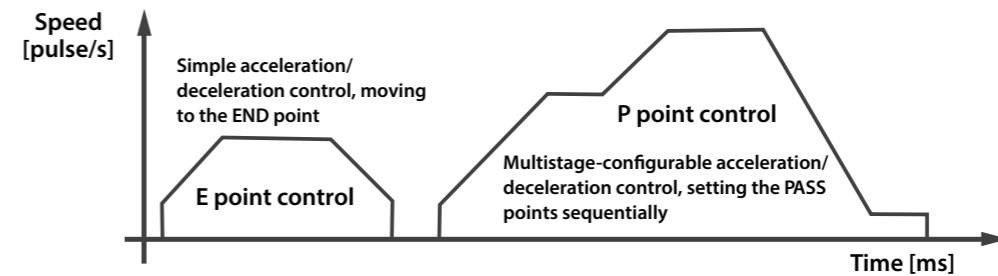 Speed
[pulse/s]
Simple acceleration/
deceleration control, moving
to the END point
E point control
P point control
Multistage-configurable acceleration/
deceleration control, setting the PASS
points sequentially
Time [ms]